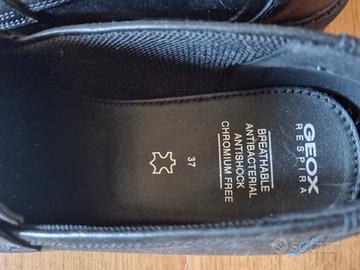 GEOX
RESPIRA
BREATHABLE
ANTIBACTERIAL
ANTISHOCK
CHROMIUM FREE
37
subito